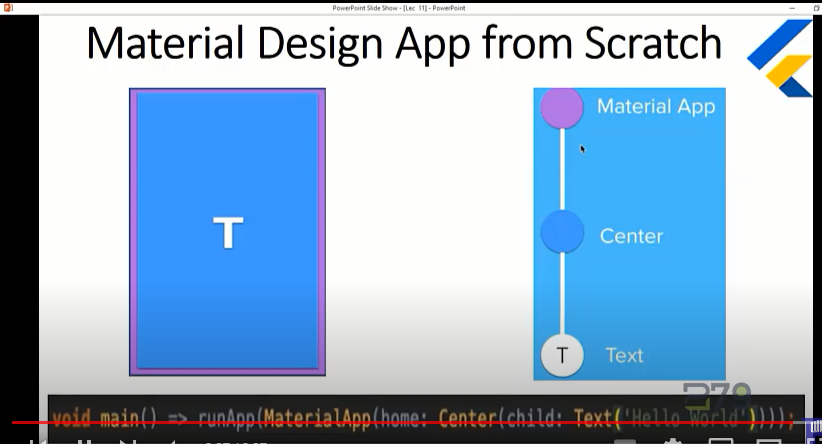 PowerPoint Slide Show - [Lec 11] - PowerPoint
Material Design App from Scratch
T
Material App
Center
T
Text
void main() => runApp(MaterialApp(home: Center(child: Text('Hello World'))));